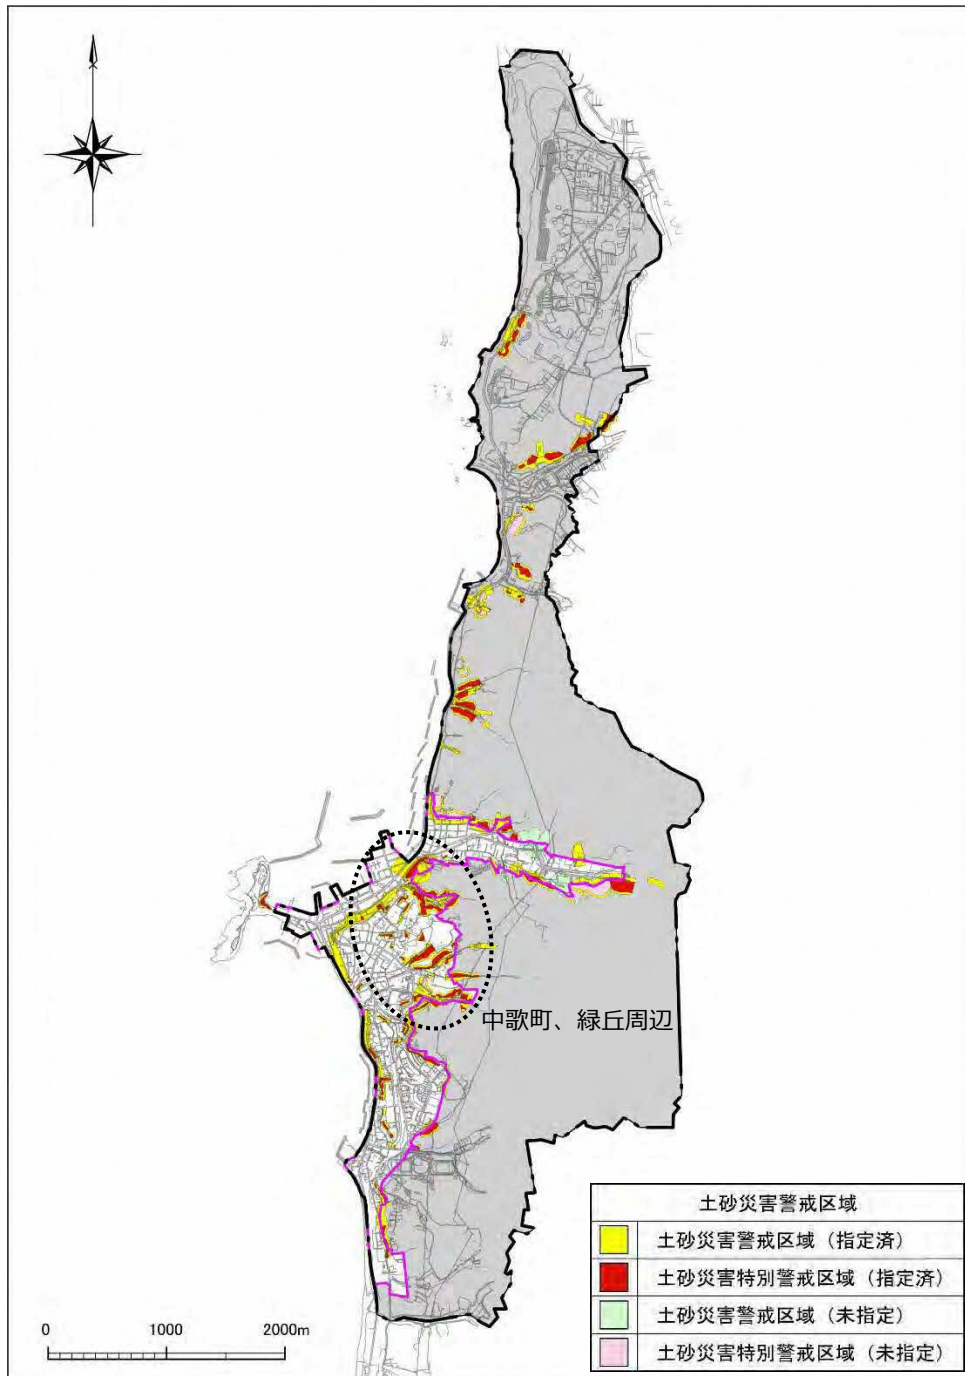 中歌町、緑丘周辺
土砂災害警戒区域
土砂災害警戒区域（指定済）
土砂災害特別警戒区域（指定済）
土砂災害警戒区域（未指定）
土砂災害特別警戒区域（未指定）
0 1000 2000m